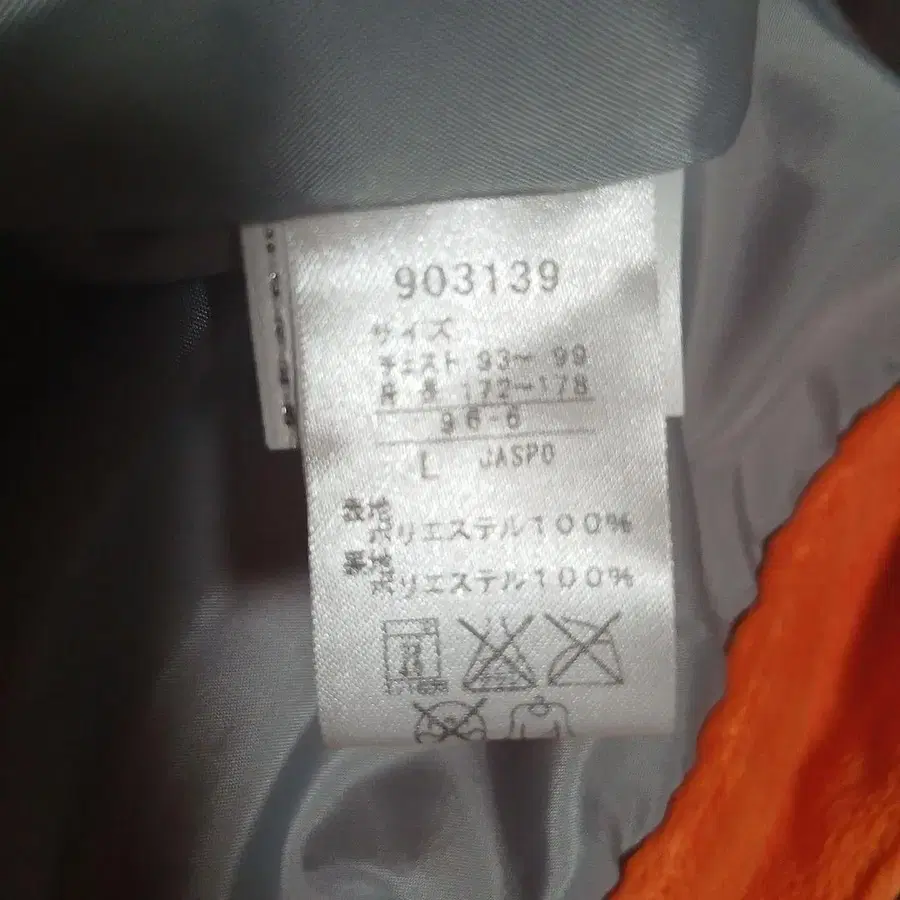 903139
サイズ
チェスト 93〜99
身長 172〜178
96-6
L JASPO
表地
ポリエステル100%
裏地
ポリエステル100%